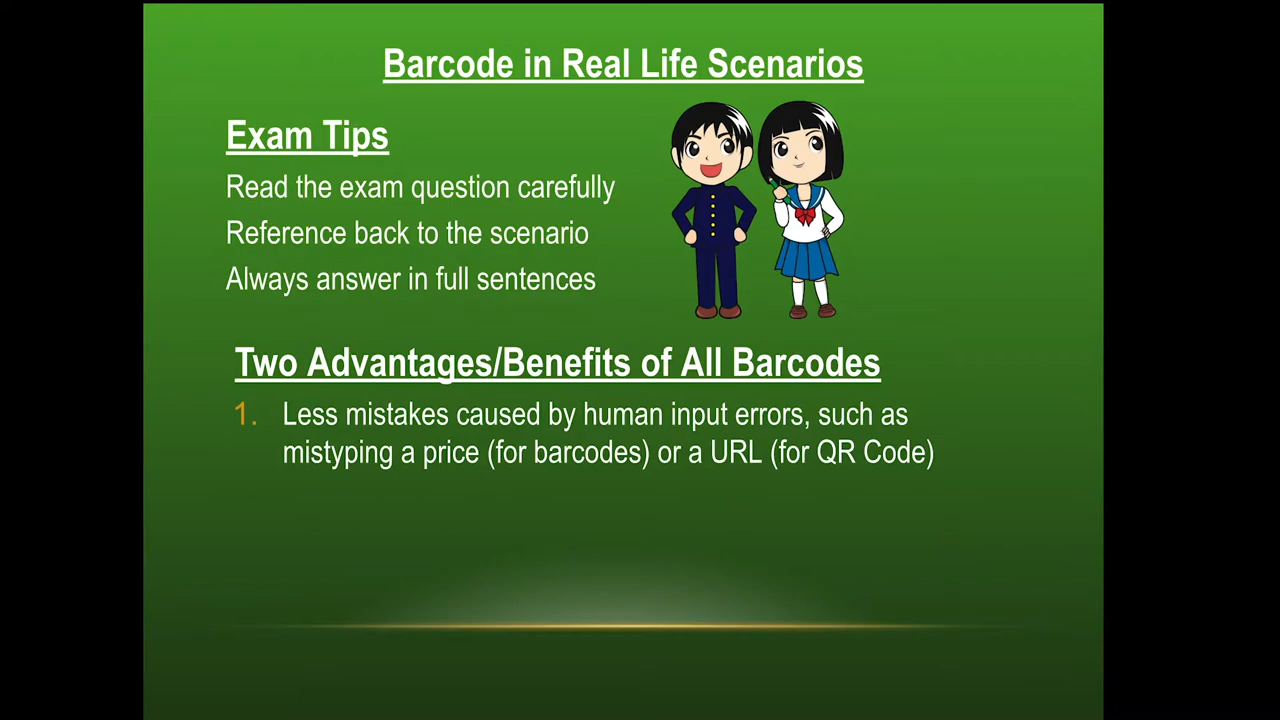 Barcode in Real Life Scenarios
Exam Tips
Read the exam question carefully
Reference back to the scenario
Always answer in full sentences
Two Advantages/Benefits of All Barcodes
1. Less mistakes caused by human input errors, such as
mistyping a price (for barcodes) or a URL (for QR Code)